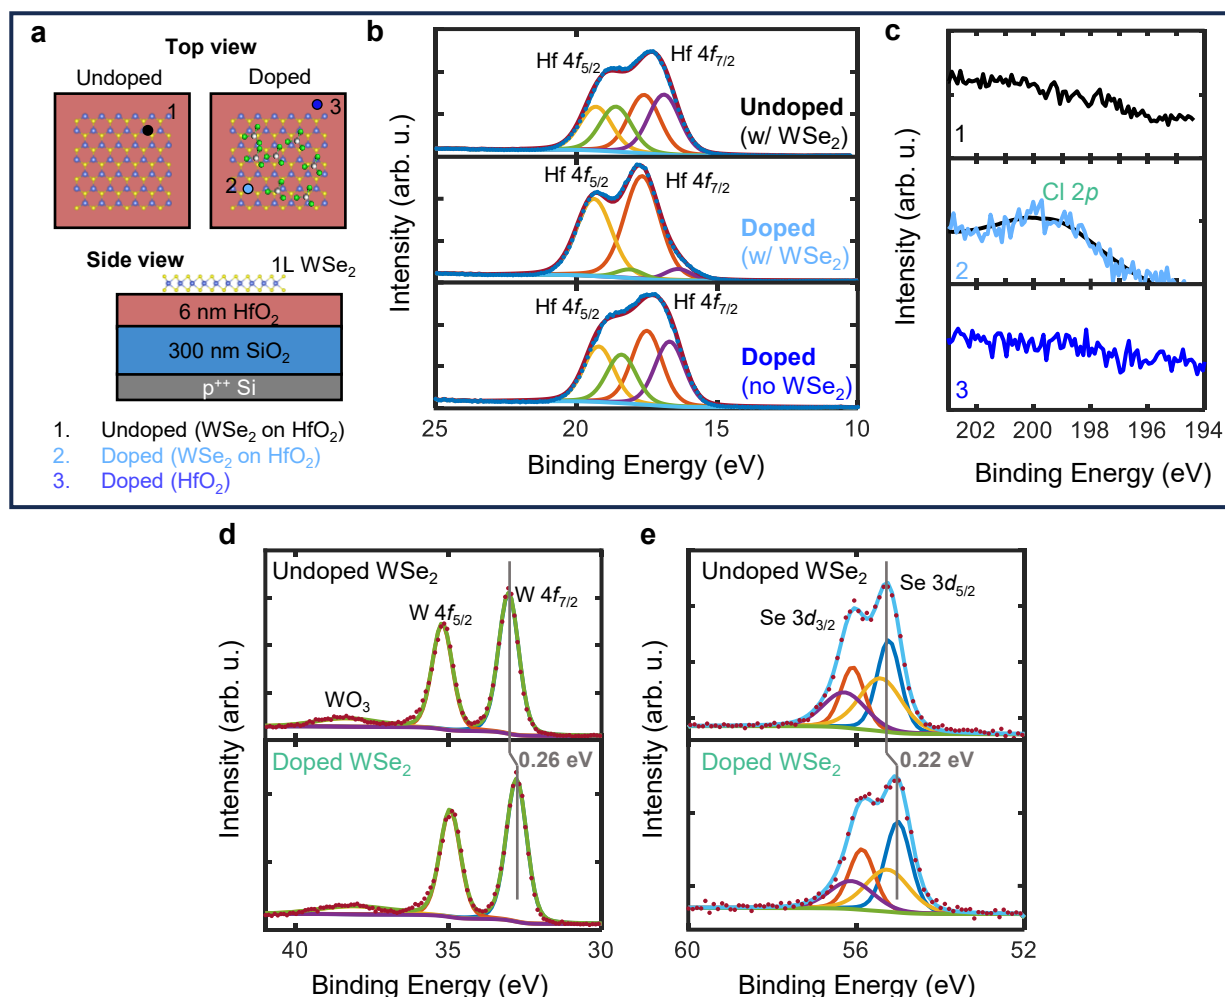 a
Top view
Undoped
Doped
1
2
3
Side view
1L WSe₂
6 nm HfO₂
300 nm SiO₂
p⁺⁺ Si
1. Undoped (WSe₂ on HfO₂)
2. Doped (WSe₂ on HfO₂)
3. Doped (HfO₂)
b
Intensity (arb. u.)
Hf 4f₅/₂
Hf 4f₇/₂
Undoped
(w/ WSe₂)
Hf 4f₅/₂
Hf 4f₇/₂
Doped
(w/ WSe₂)
Hf 4f₅/₂
Hf 4f₇/₂
Doped
(no WSe₂)
25 20 15 10
Binding Energy (eV)
c
Intensity (arb. u.)
1
Cl 2p
2
3
202 200 198 196 194
Binding Energy (eV)
d
Intensity (arb. u.)
Undoped WSe₂
W 4f₇/₂
W 4f₅/₂
WO₃
Doped WSe₂
0.26 eV
40 35 30
Binding Energy (eV)
e
Intensity (arb. u.)
Undoped WSe₂
Se 3d₅/₂
Se 3d₃/₂
Doped WSe₂
0.22 eV
60 56 52
Binding Energy (eV)